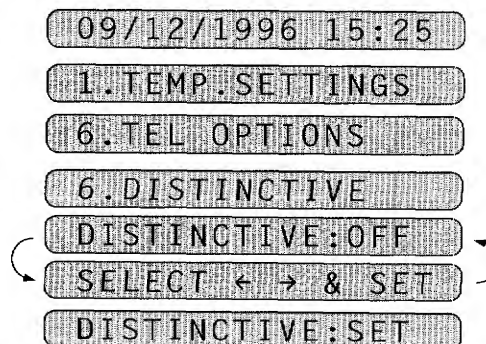 09/12/1996 15:25
1.TEMP.SETTINGS
6.TEL OPTIONS
6.DISTINCTIVE
DISTINCTIVE:OFF
SELECT ← → & SET
DISTINCTIVE:SET